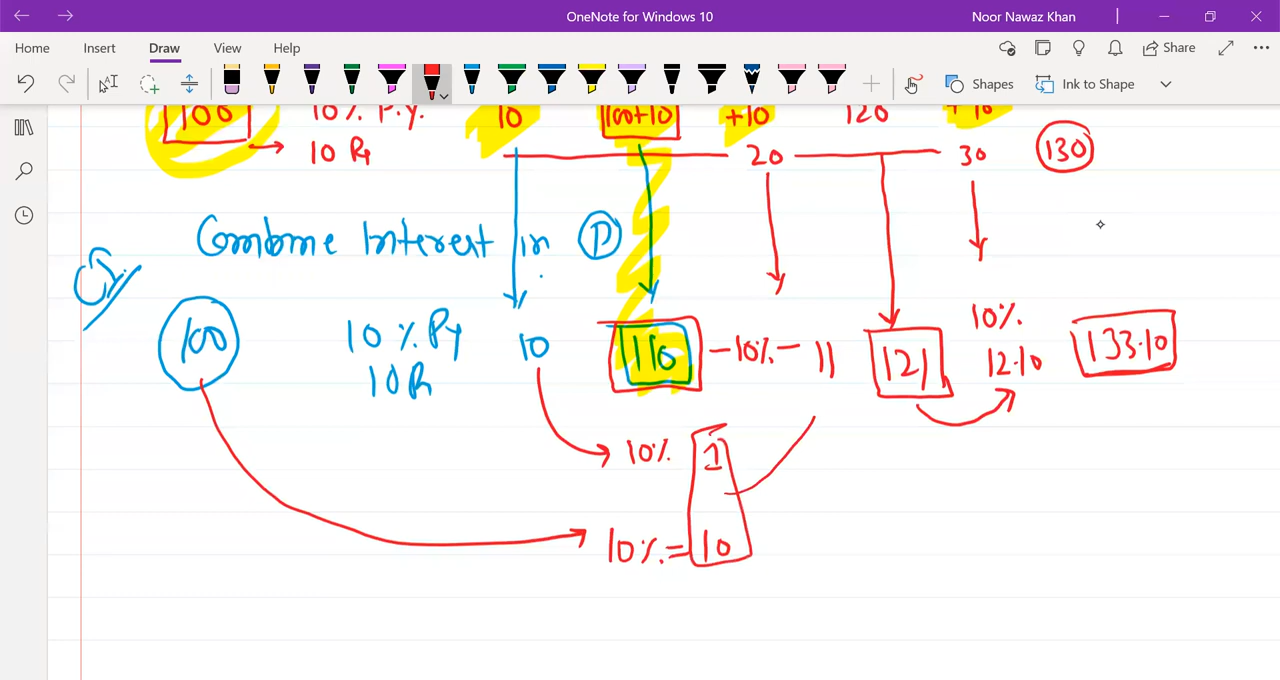 OneNote for Windows 10
Noor Nawaz Khan
Home Insert Draw View Help
Share
Shapes Ink to Shape
100 10% P.Y. 10 100+10 +10 120 +10
10 Rs 20 30 130
Combine Interest in P
10%
100 10 % Py 10 110 -10%- 11 121 12.10 133.10
10 R
10% 1
10% = 10